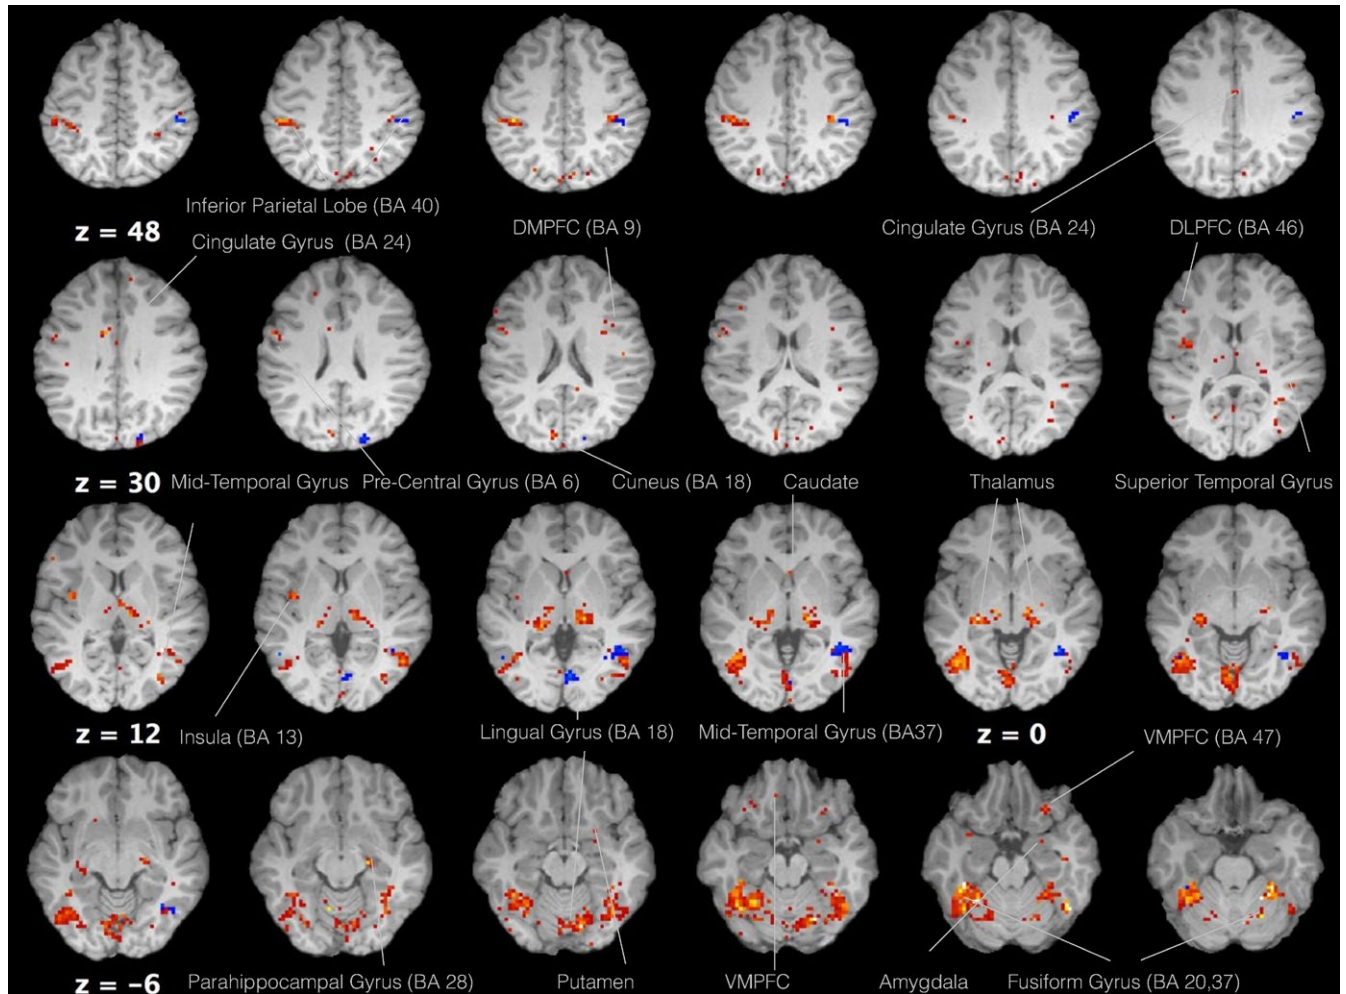 Inferior Parietal Lobe (BA 40)
z = 48
Cingulate Gyrus  (BA 24)
DMPFC (BA 9)
Cingulate Gyrus (BA 24)
DLPFC (BA 46)
z = 30
Mid-Temporal Gyrus
Pre-Central Gyrus (BA 6)
Cuneus (BA 18)
Caudate
Thalamus
Superior Temporal Gyrus
z = 12
Insula (BA 13)
Lingual Gyrus (BA 18)
Mid-Temporal Gyrus (BA37)
z = 0
VMPFC (BA 47)
z = –6
Parahippocampal Gyrus (BA 28)
Putamen
VMPFC
Amygdala
Fusiform Gyrus (BA 20,37)